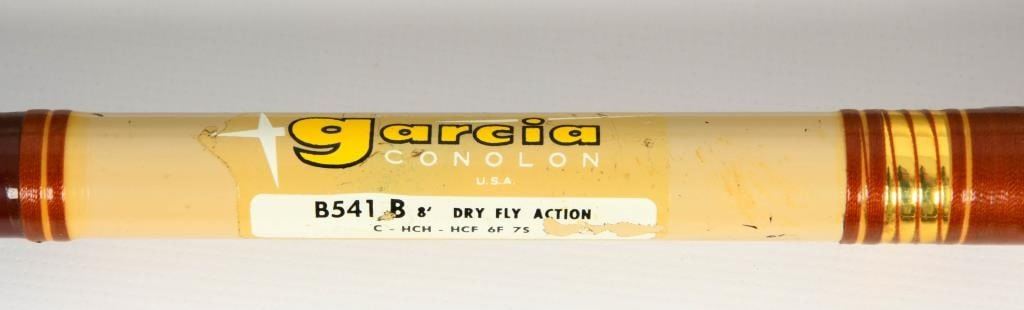 garcia
CONOLON
U.S.A.
B541 B 8' DRY FLY ACTION
C - HCH - HCF 6F 7S